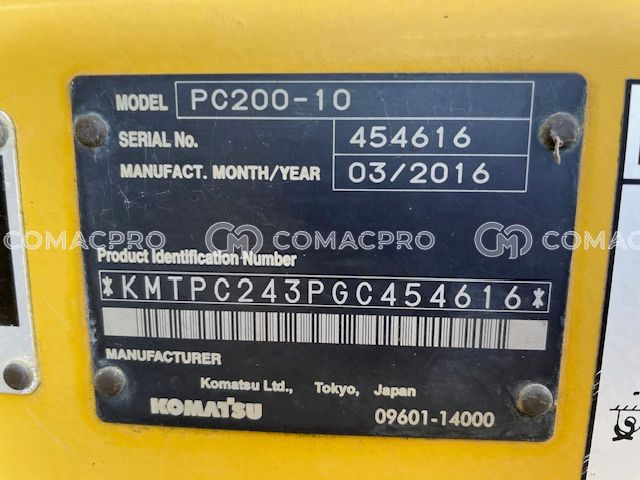 MODEL PC200-10
SERIAL No. 454616
MANUFACT. MONTH/YEAR 03/2016
COMACPRO COMACPRO COMACPRO
Product Identification Number
*KMTPC243PGC454616*
MANUFACTURER
Komatsu Ltd., Tokyo, Japan
KOMATSU 09601-14000